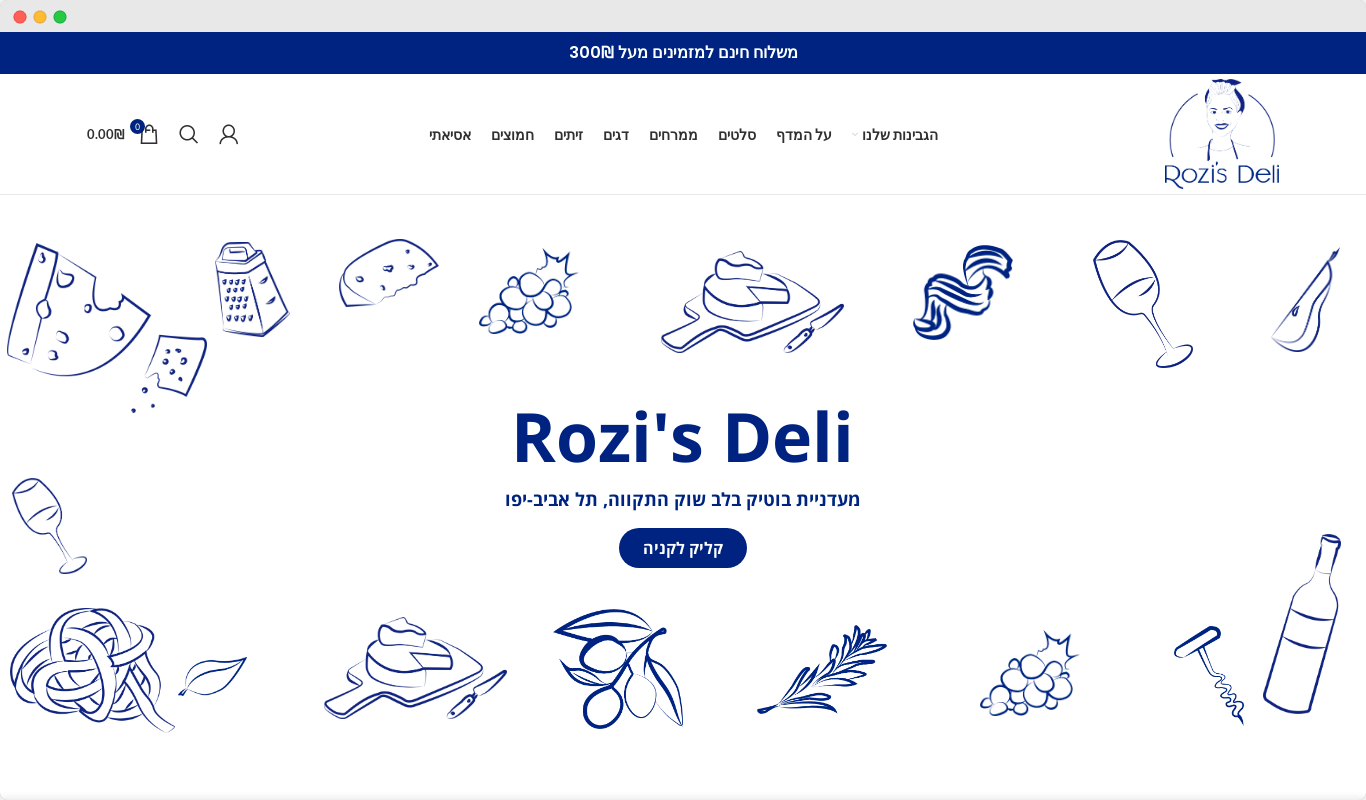 משלוח חינם למזמינים מעל 300₪
Rozi's Deli
הגבינות שלנו
על המדף
סלטים
ממרחים
דגים
זיתים
חמוצים
אסיאתי
0
0.00₪
Rozi's Deli
מעדניית בוטיק בלב שוק התקווה, תל אביב-יפו
קליק לקניה